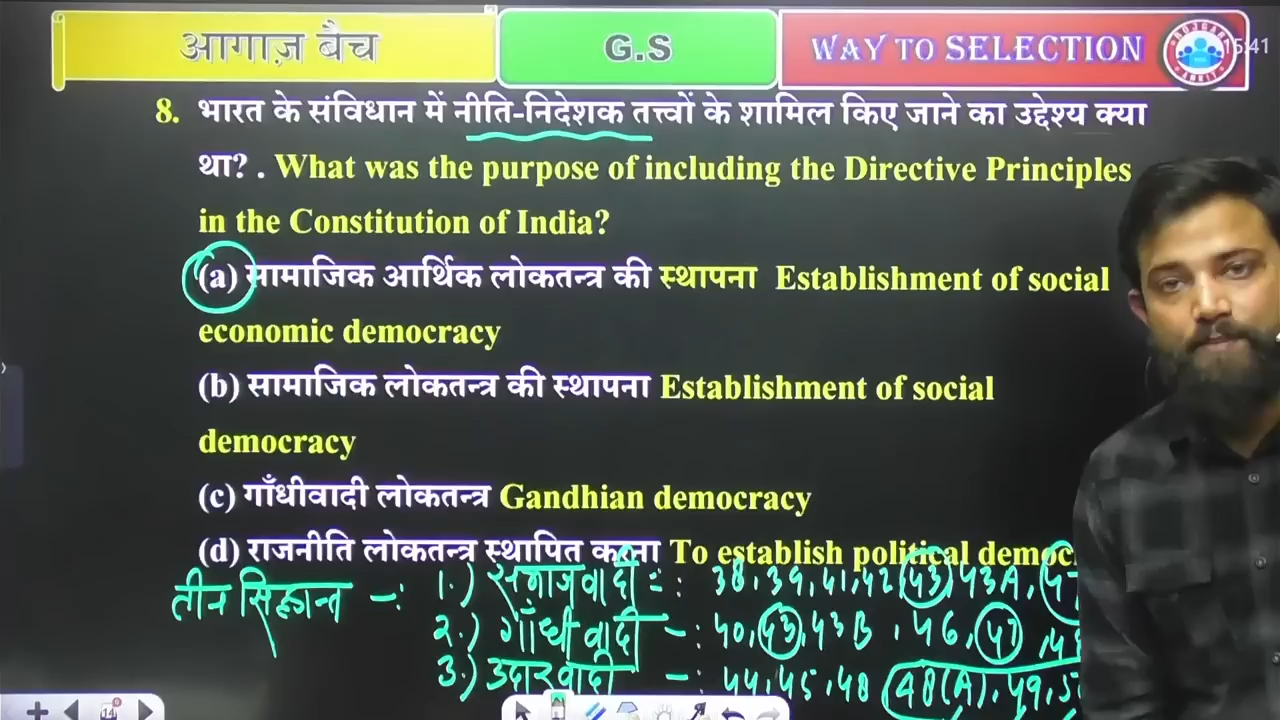 आगाज़ बैच
G.S
WAY TO SELECTION
15:41
8. भारत के संविधान में नीति-निदेशक तत्त्वों के शामिल किए जाने का उद्देश्य क्या
था? . What was the purpose of including the Directive Principles
in the Constitution of India?
(a) सामाजिक आर्थिक लोकतन्त्र की स्थापना Establishment of social
economic democracy
(b) सामाजिक लोकतन्त्र की स्थापना Establishment of social
democracy
(c) गाँधीवादी लोकतन्त्र Gandhian democracy
(d) राजनीति लोकतन्त्र स्थापित करना To establish political democ
तीन सिद्धान्त -: 1.) समाजवादी -: 38, 39, 41, 42, 43, 43A, 47
2.) गाँधीवादी -: 40, 43, 43B, 46, 47, 48
3.) उदारवादी -: 44, 45, 48, 48(A), 49, 5